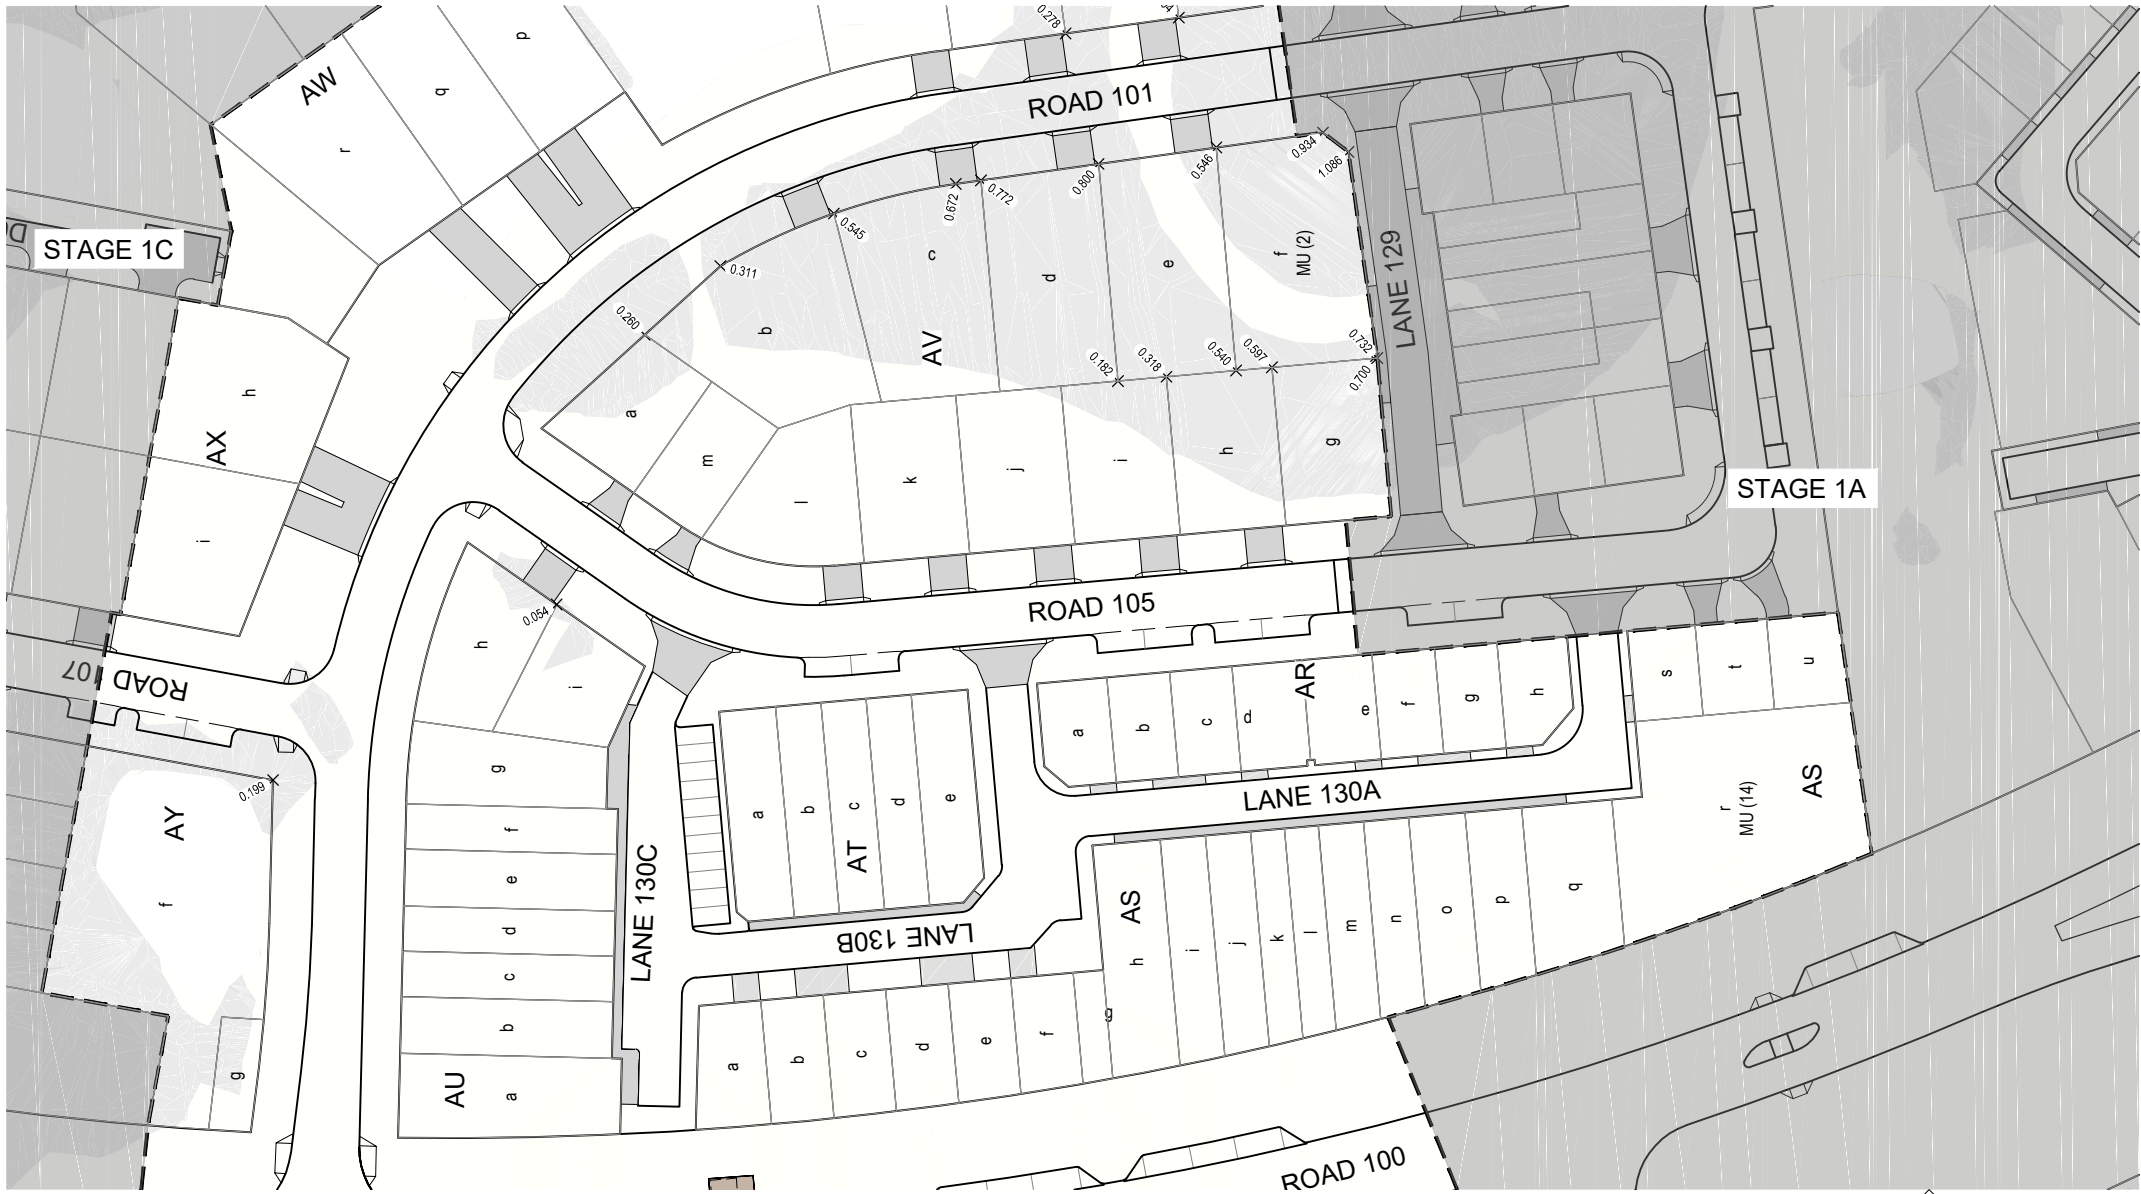 0.278
AW
p
q
r
ROAD 101
STAGE 1C
0.934
1.086
0.546
0.800
0.772
0.672
0.545
0.311
0.260
b
c
d
e
f
MU (2)
AV
LANE 129
0.182
0.318
0.540
0.597
0.732
0.700
a
m
l
k
j
i
h
g
STAGE 1A
AX
h
i
ROAD 105
ROAD 107
0.054
h
i
g
f
e
d
c
b
a
AU
LANE 130C
AR
a
b
c
d
e
f
g
h
s
t
u
LANE 130A
r
MU (14)
AS
AT
a
b
c
d
e
LANE 130B
AS
h
i
j
k
l
m
n
o
p
q
a
b
c
d
e
f
g
0.199
AY
f
g
ROAD 100